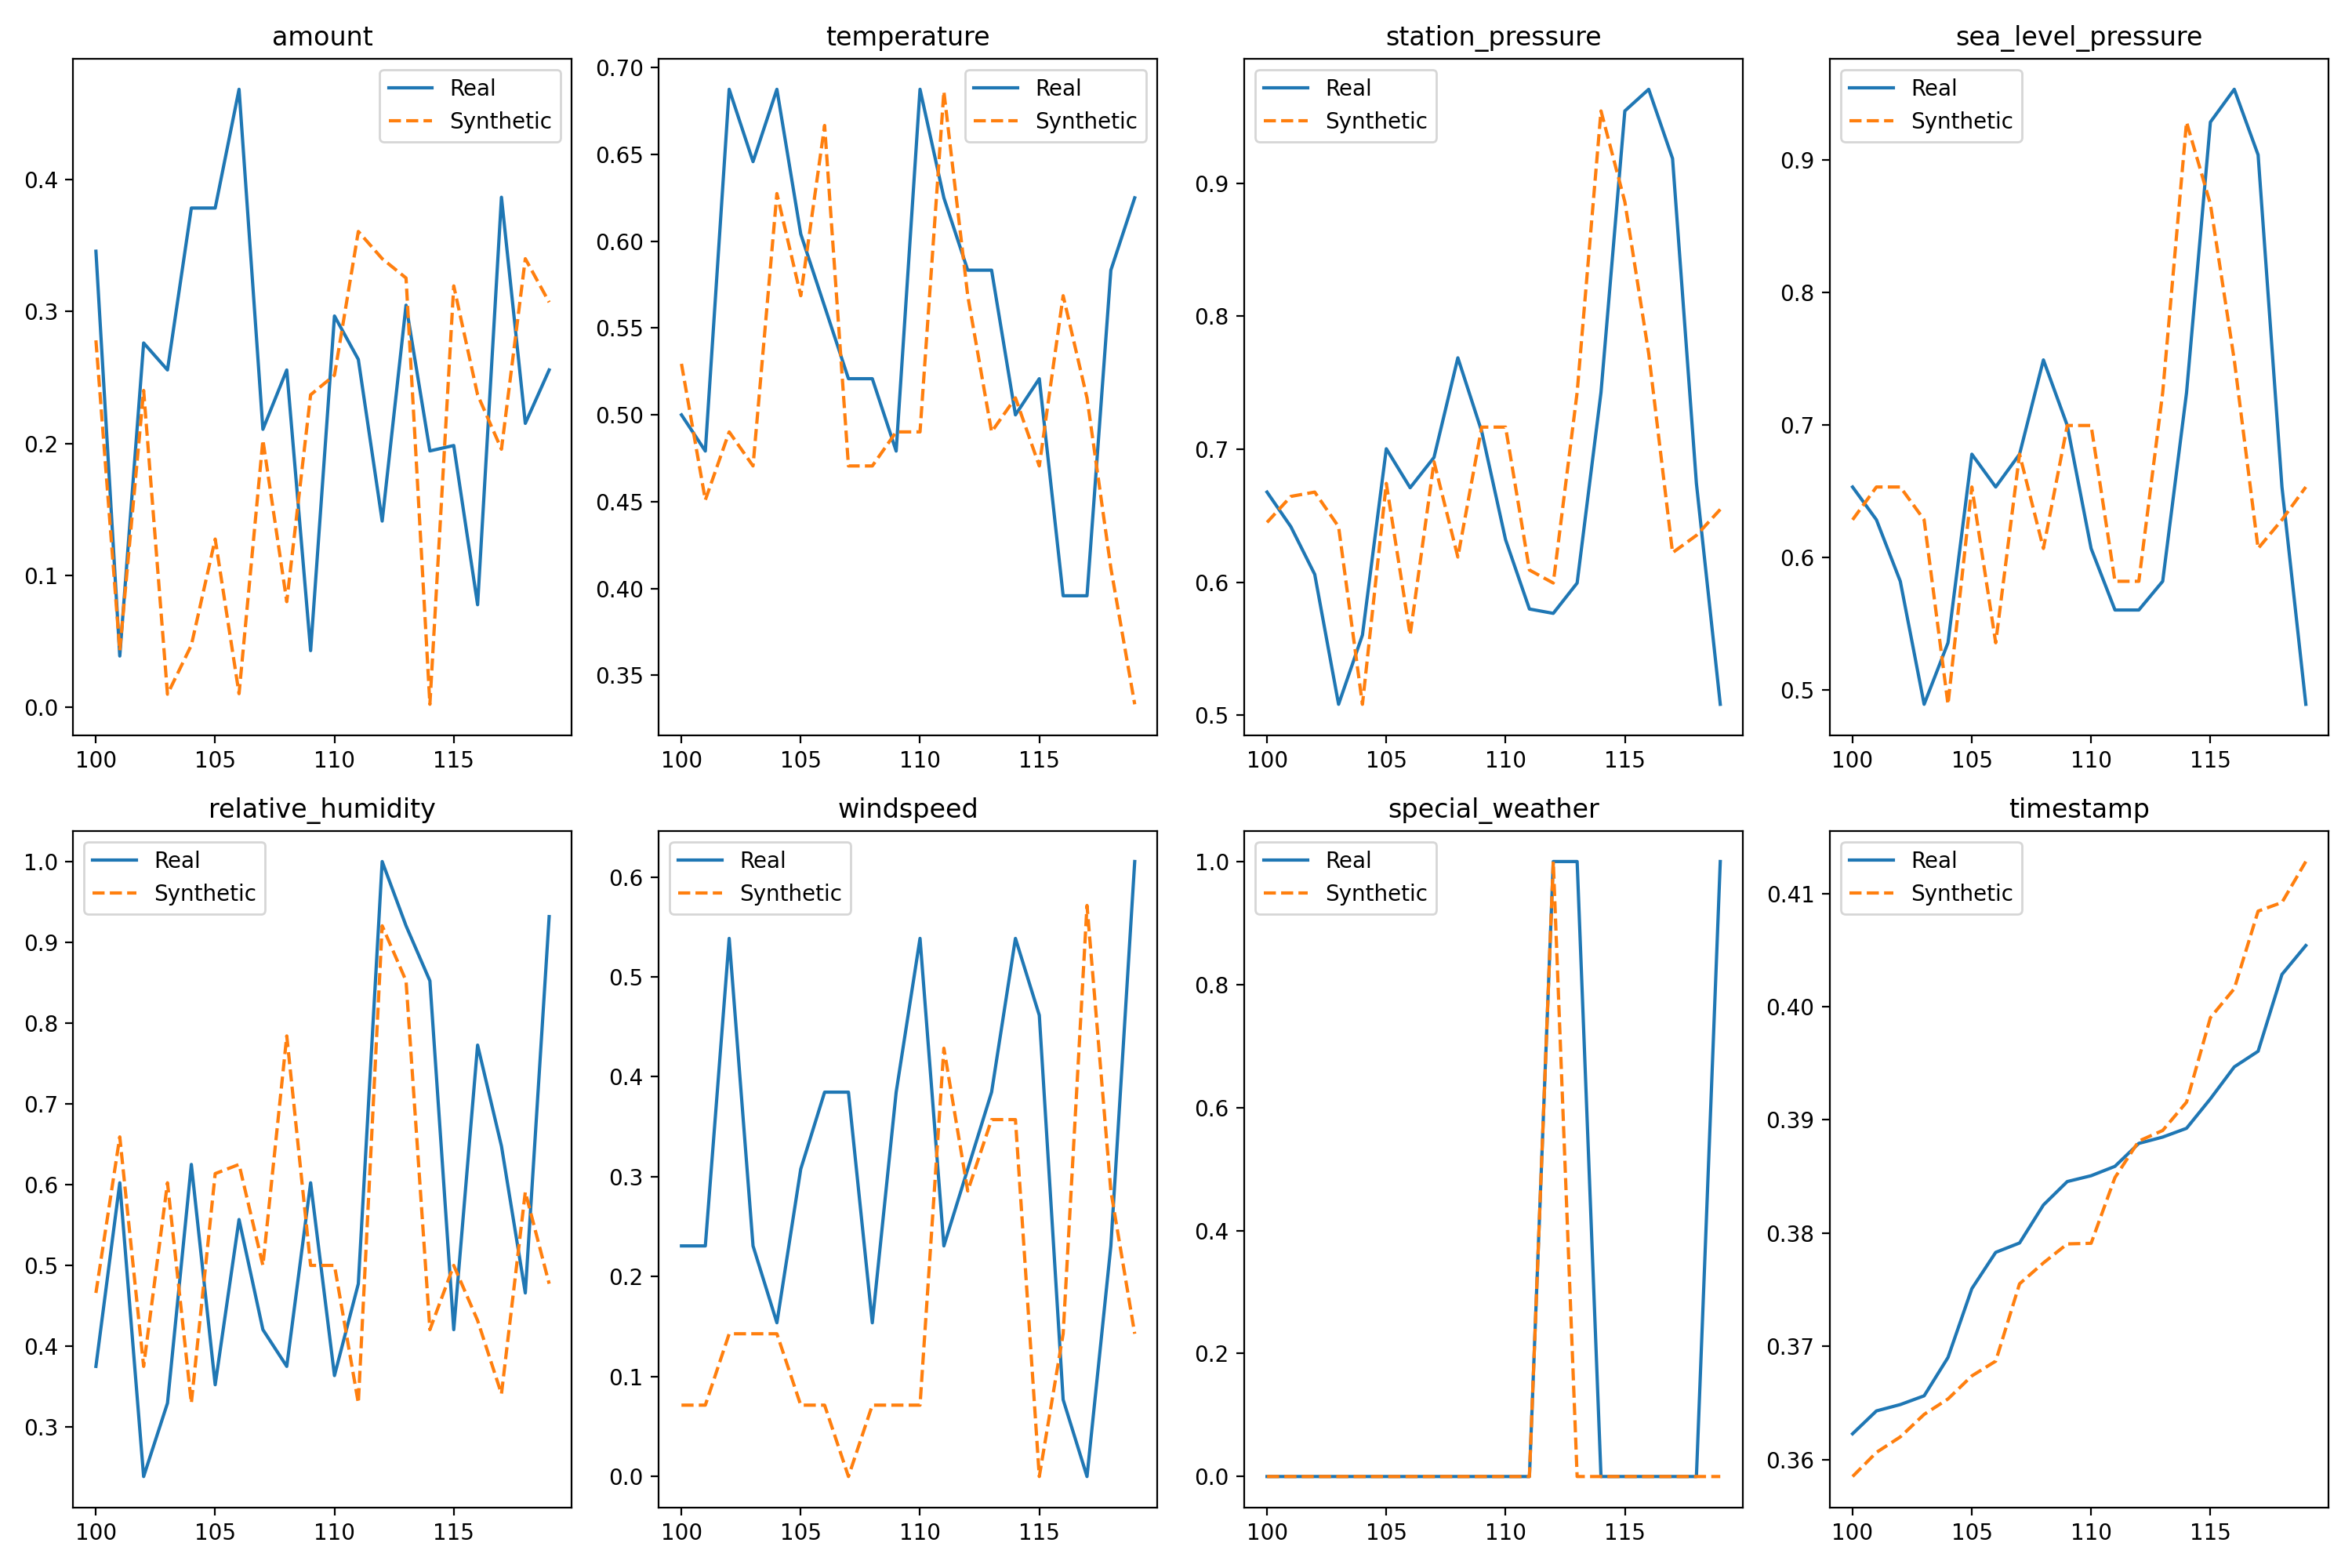 amount
Real
Synthetic
0.4
0.3
0.2
0.1
0.0
100 105 110 115
temperature
Real
Synthetic
0.70
0.65
0.60
0.55
0.50
0.45
0.40
0.35
100 105 110 115
station_pressure
Real
Synthetic
0.9
0.8
0.7
0.6
0.5
100 105 110 115
sea_level_pressure
Real
Synthetic
0.9
0.8
0.7
0.6
0.5
100 105 110 115
relative_humidity
Real
Synthetic
1.0
0.9
0.8
0.7
0.6
0.5
0.4
0.3
100 105 110 115
windspeed
Real
Synthetic
0.6
0.5
0.4
0.3
0.2
0.1
0.0
100 105 110 115
special_weather
Real
Synthetic
1.0
0.8
0.6
0.4
0.2
0.0
100 105 110 115
timestamp
Real
Synthetic
0.41
0.40
0.39
0.38
0.37
0.36
100 105 110 115